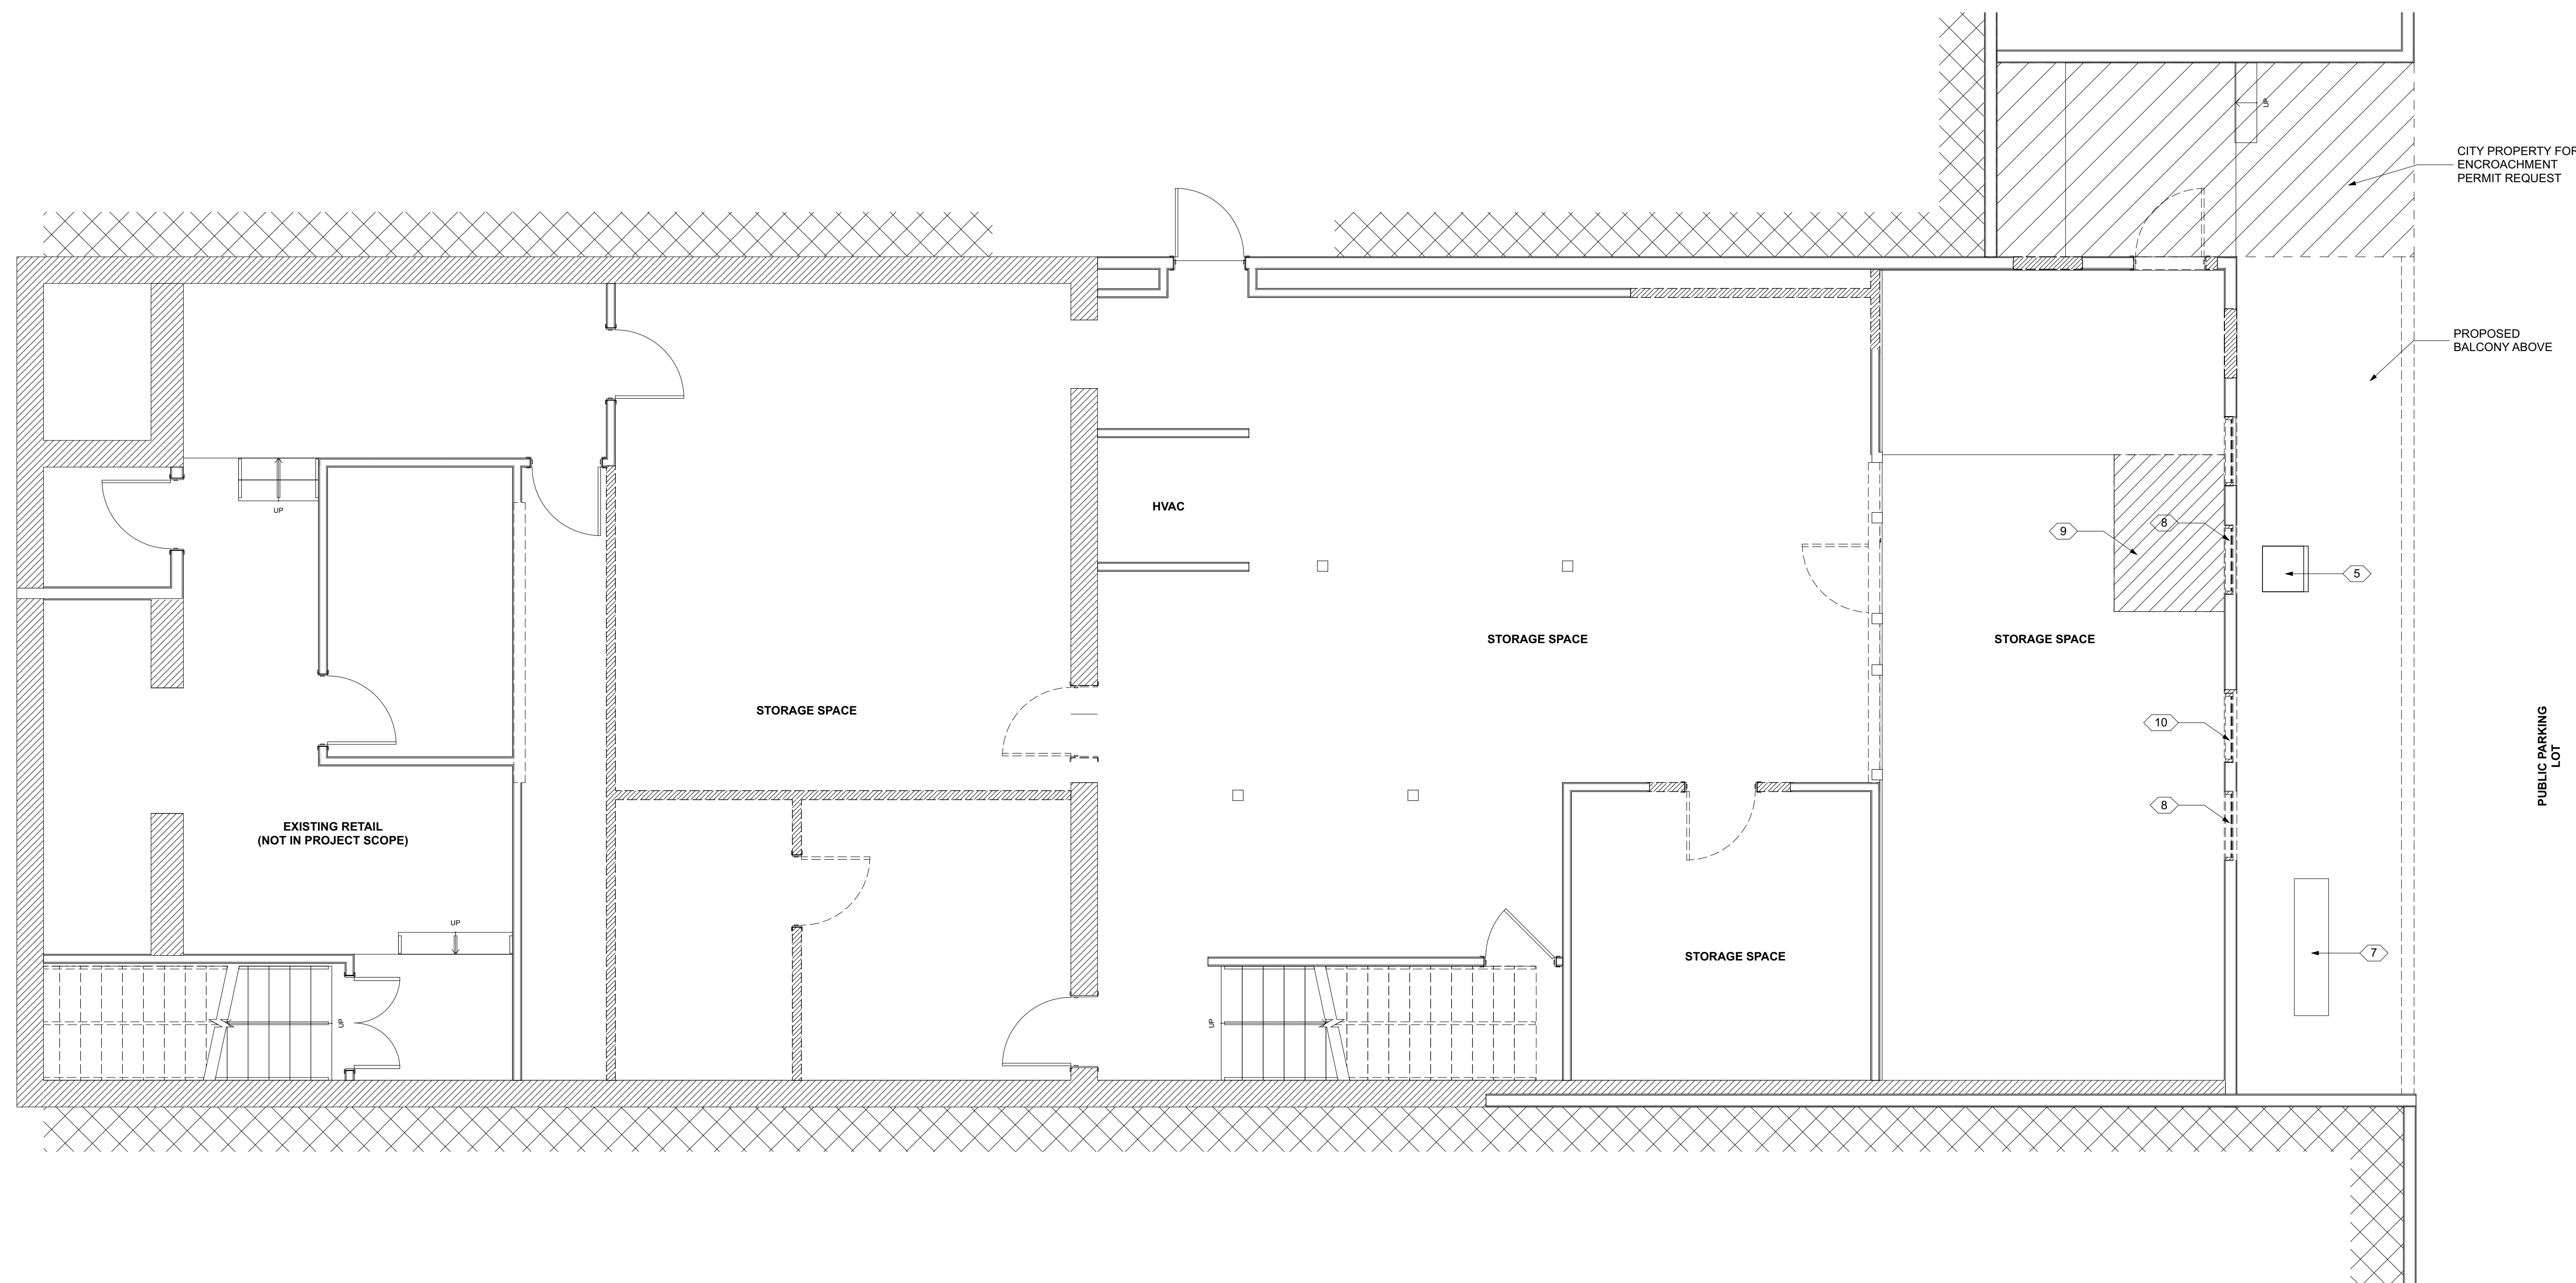 UP
CITY PROPERTY FOR
ENCROACHMENT
PERMIT REQUEST
PROPOSED
BALCONY ABOVE
UP
HVAC
9
8
5
STORAGE SPACE
STORAGE SPACE
STORAGE SPACE
10
PUBLIC PARKING
LOT
8
EXISTING RETAIL
(NOT IN PROJECT SCOPE)
UP
7
STORAGE SPACE
UP
UP